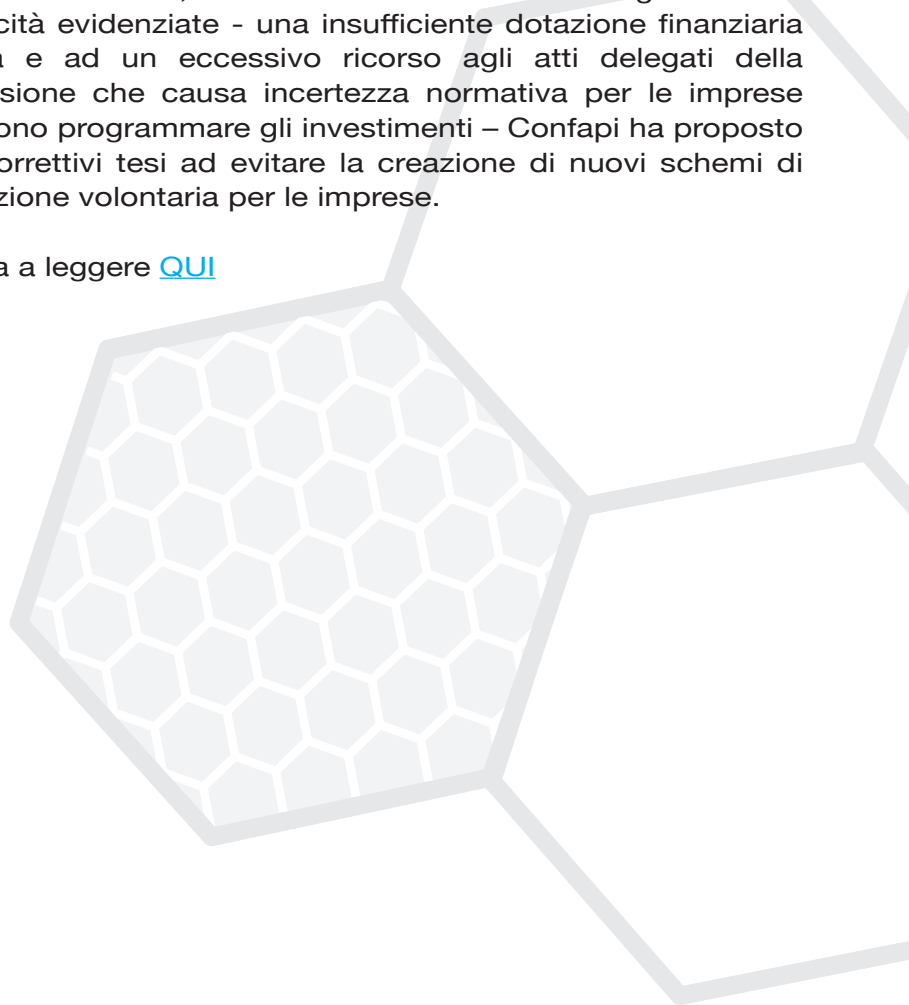 cità evidenziate - una insufficiente dotazione finanziaria
e ad un eccessivo ricorso agli atti delegati della
sione che causa incertezza normativa per le imprese
ono programmare gli investimenti – Confapi ha proposto
orrettivi tesi ad evitare la creazione di nuovi schemi di
zione volontaria per le imprese.
a a leggere QUI